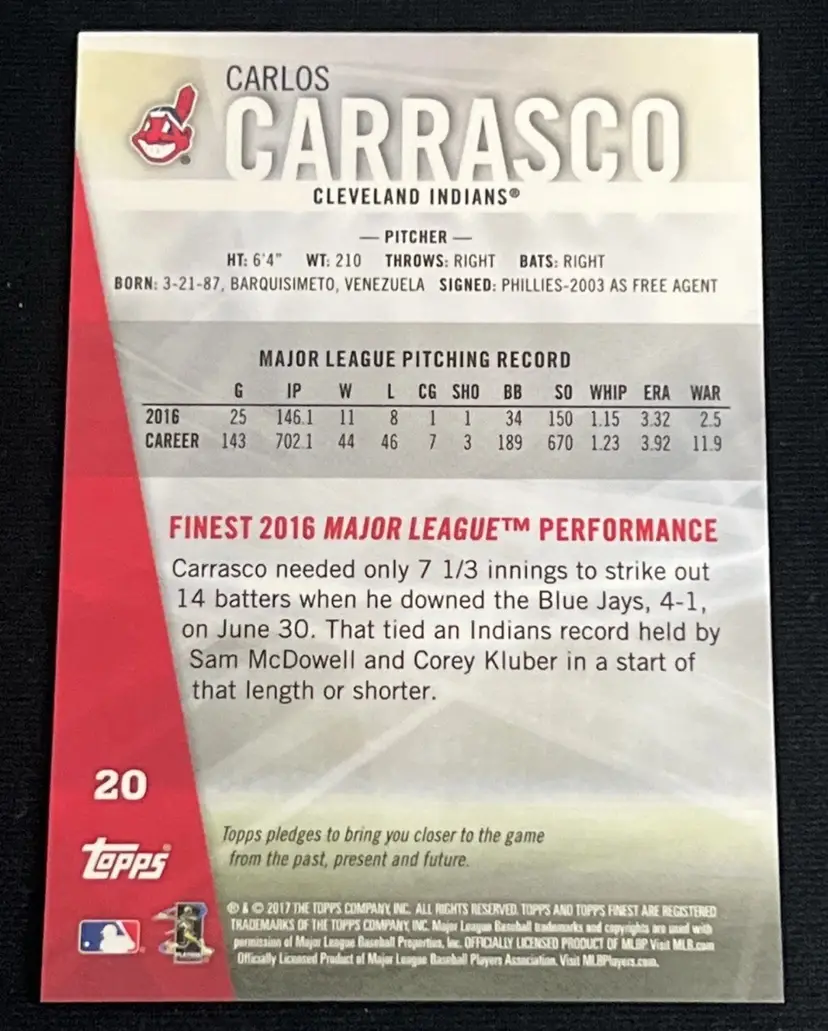 CARLOS
CARRASCO
CLEVELAND INDIANS®
— PITCHER —
HT: 6'4" WT: 210 THROWS: RIGHT BATS: RIGHT
BORN: 3-21-87, BARQUISIMETO, VENEZUELA SIGNED: PHILLIES-2003 AS FREE AGENT
MAJOR LEAGUE PITCHING RECORD
G IP W L CG SHO BB SO WHIP ERA WAR
2016 25 146.1 11 8 1 1 34 150 1.15 3.32 2.5
CAREER 143 702.1 44 46 7 3 189 670 1.23 3.92 11.9
FINEST 2016 MAJOR LEAGUE™ PERFORMANCE
Carrasco needed only 7 1/3 innings to strike out
14 batters when he downed the Blue Jays, 4-1,
on June 30. That tied an Indians record held by
Sam McDowell and Corey Kluber in a start of
that length or shorter.
20
Topps
Topps pledges to bring you closer to the game
from the past, present and future.
® & © 2017 THE TOPPS COMPANY, INC. ALL RIGHTS RESERVED. TOPPS AND TOPPS FINEST ARE REGISTERED
TRADEMARKS OF THE TOPPS COMPANY, INC. Major League Baseball trademarks and copyrights are used with
permission of Major League Baseball Properties, Inc. OFFICIALLY LICENSED PRODUCT OF MLBP Visit MLB.com
Officially Licensed Product of Major League Baseball Players Association. Visit MLBPlayers.com.